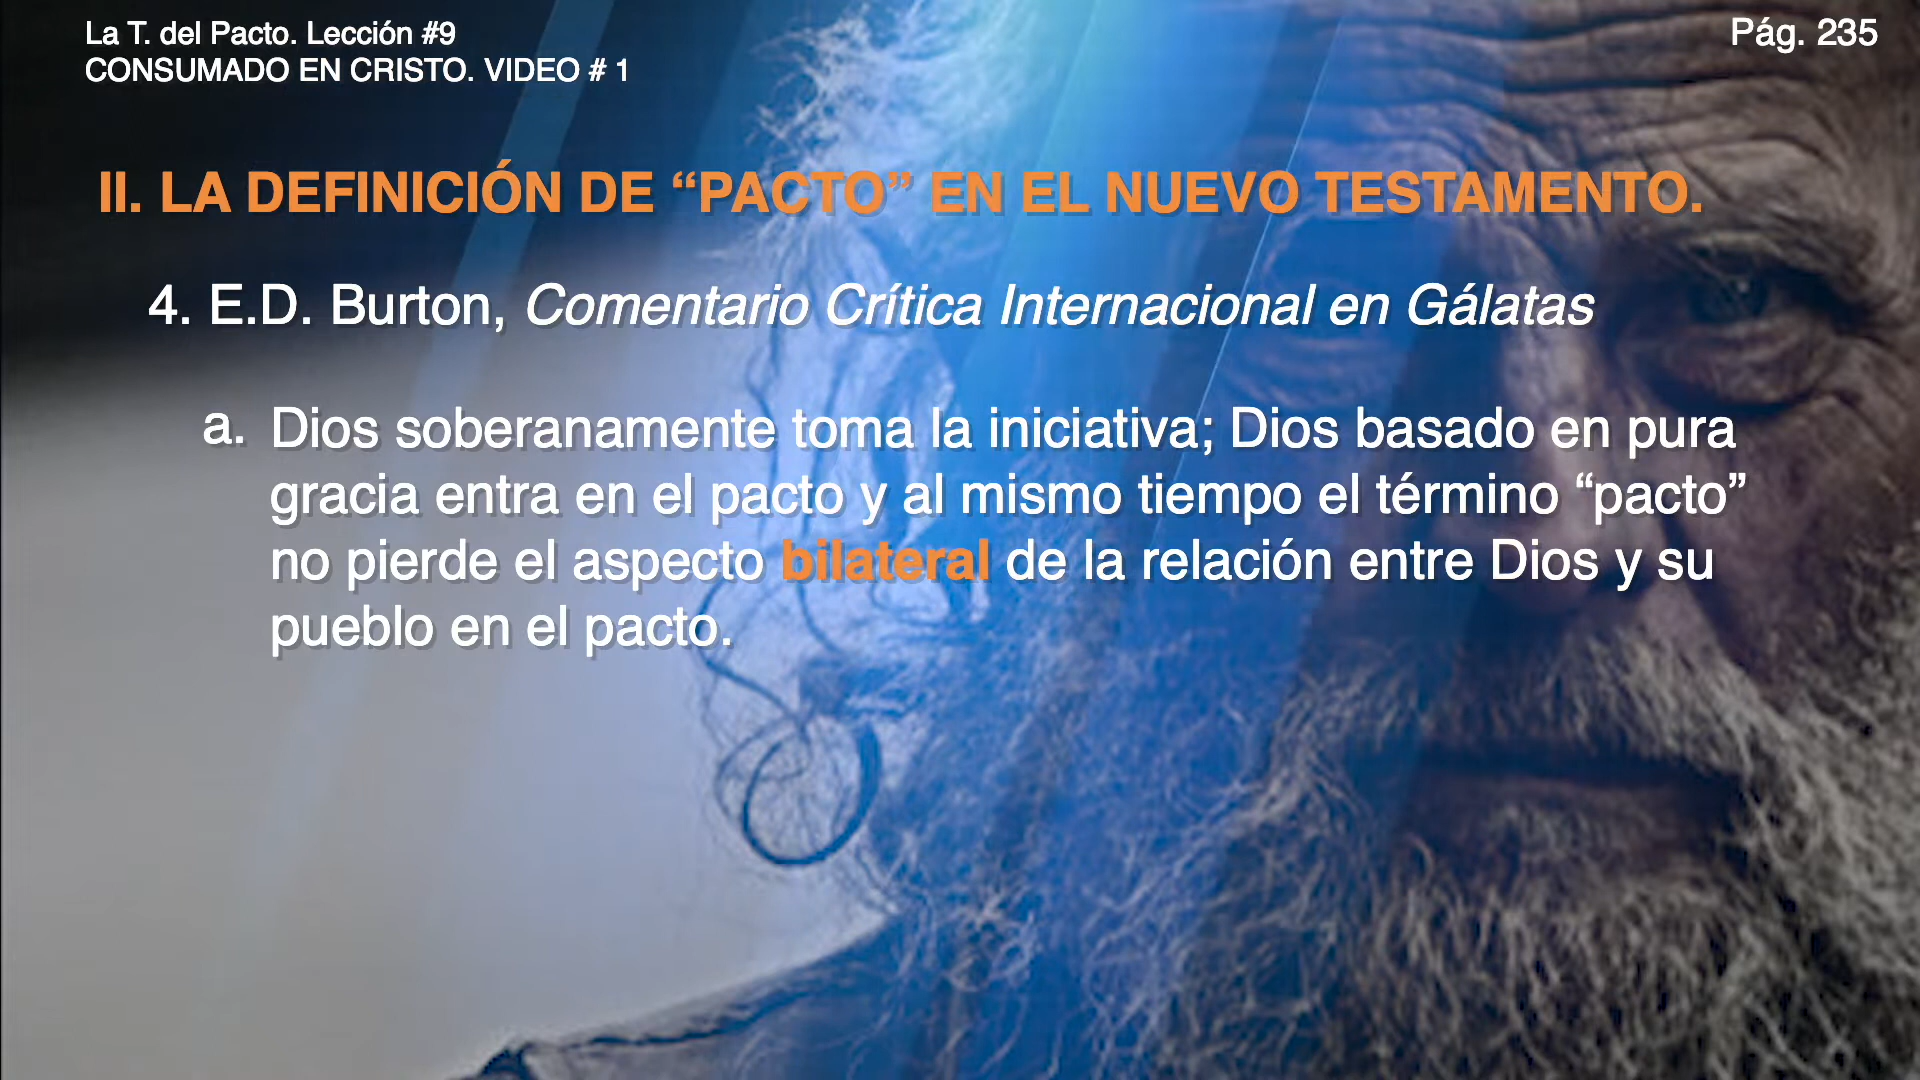 La T. del Pacto. Lección #9
CONSUMADO EN CRISTO. VIDEO # 1
Pág. 235
II. LA DEFINICIÓN DE “PACTO” EN EL NUEVO TESTAMENTO.
4. E.D. Burton, Comentario Crítica Internacional en Gálatas
a. Dios soberanamente toma la iniciativa; Dios basado en pura
gracia entra en el pacto y al mismo tiempo el término “pacto”
no pierde el aspecto bilateral de la relación entre Dios y su
pueblo en el pacto.